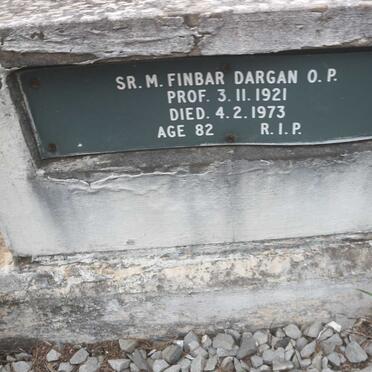 SR. M. FINBAR DARGAN O. P.
PROF. 3. 11. 1921
DIED. 4. 2. 1973
AGE 82 R. I. P.